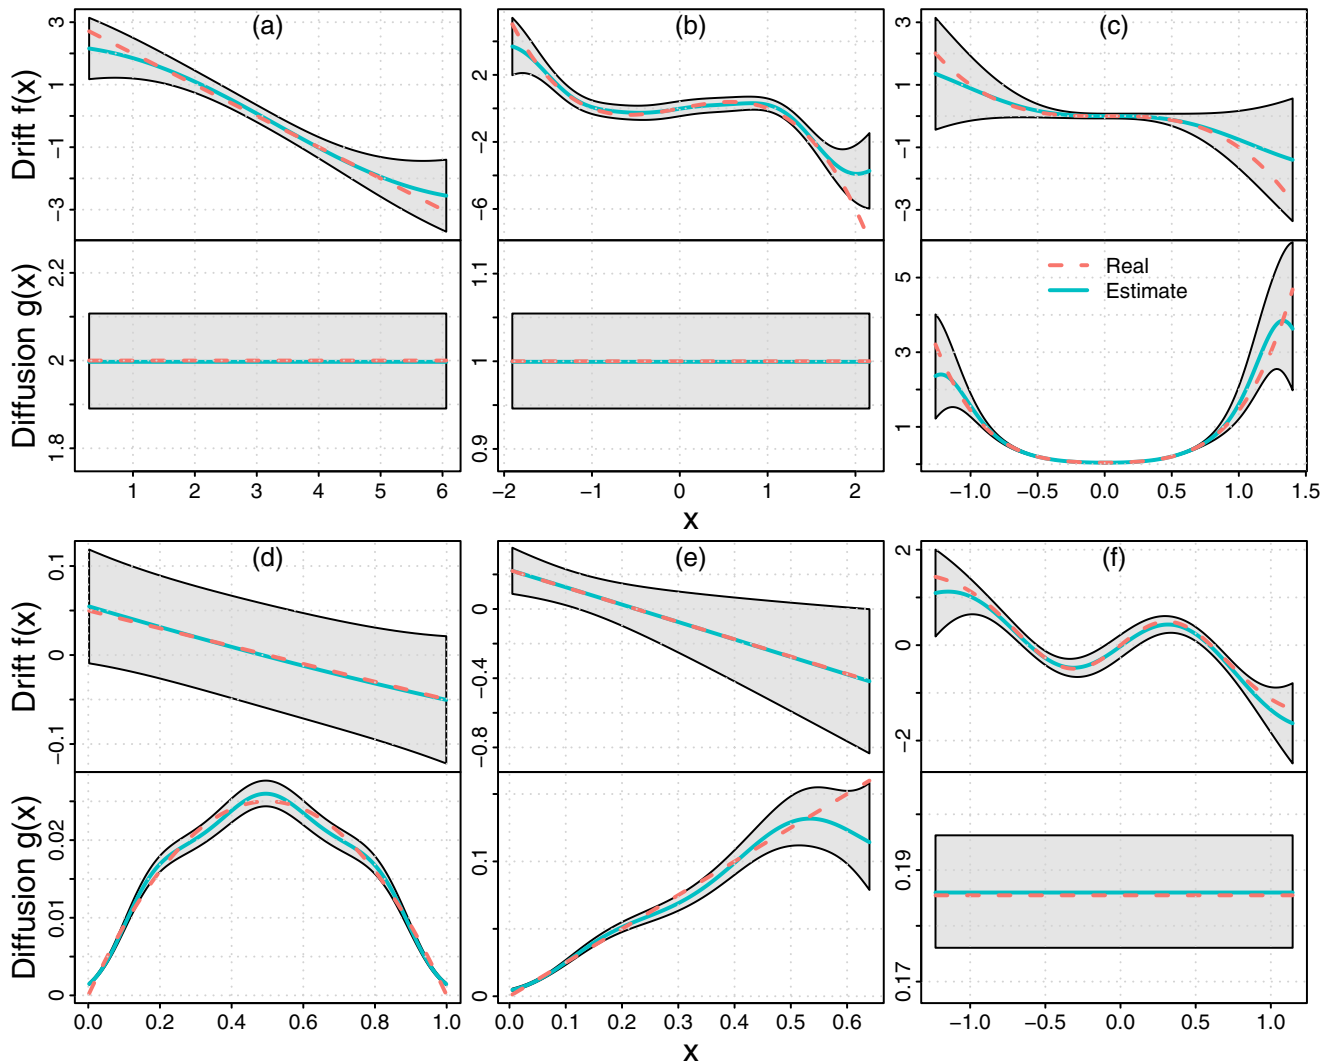 (a) (b) (c)
Drift f(x)
3
1
−1
−3
2
−2
−6
3
1
−1
−3
Diffusion g(x)
2.2
2
1.8
1.1
1
0.9
5
3
1
Real
Estimate
1 2 3 4 5 6
−2 −1 0 1 2
−1.0 −0.5 0.0 0.5 1.0 1.5
x
(d) (e) (f)
Drift f(x)
0.1
0
−0.1
0
−0.4
−0.8
2
0
−2
Diffusion g(x)
0.02
0.01
0
0.1
0
0.19
0.17
0.0 0.2 0.4 0.6 0.8 1.0
0.0 0.1 0.2 0.3 0.4 0.5 0.6
−1.0 −0.5 0.0 0.5 1.0
x